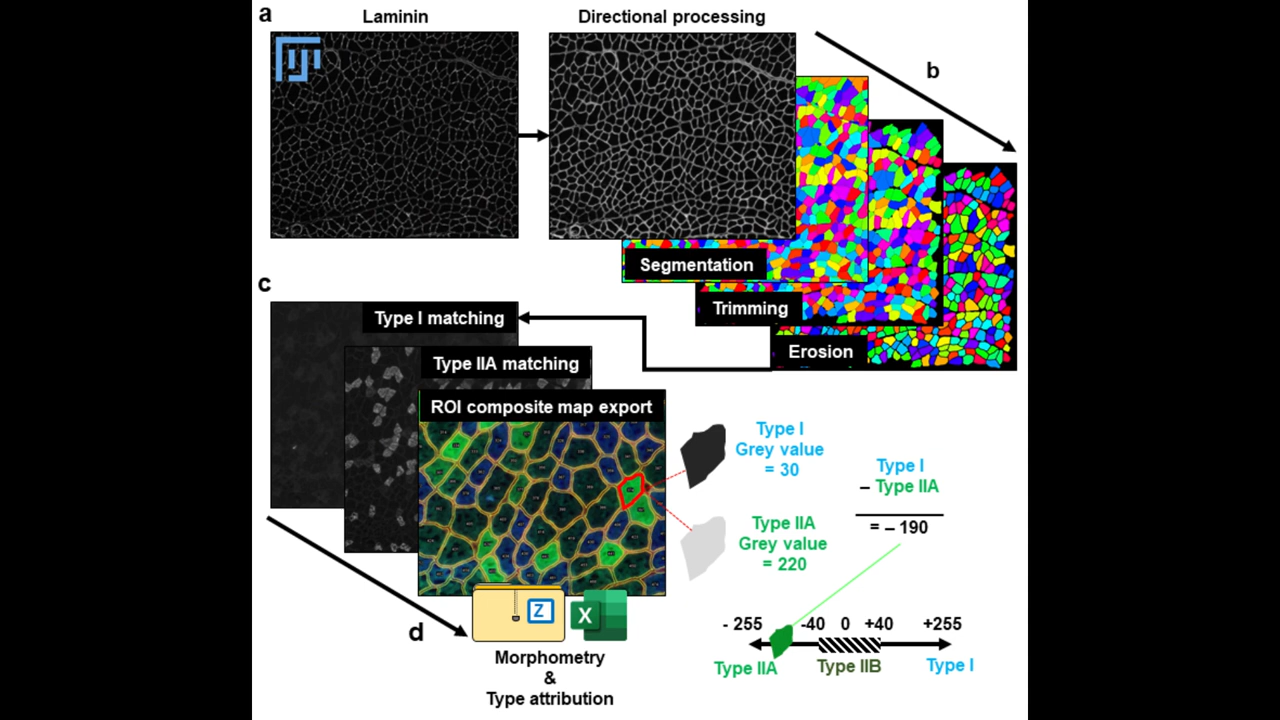 a
Laminin
Directional processing
b
Segmentation
Trimming
Erosion
c
Type I matching
Type IIA matching
ROI composite map export
Type I
Grey value
= 30
Type IIA
Grey value
= 220
Type I
– Type IIA
= – 190
- 255
-40
0
+40
+255
Type IIA
Type IIB
Type I
d
Z
X
Morphometry
&
Type attribution